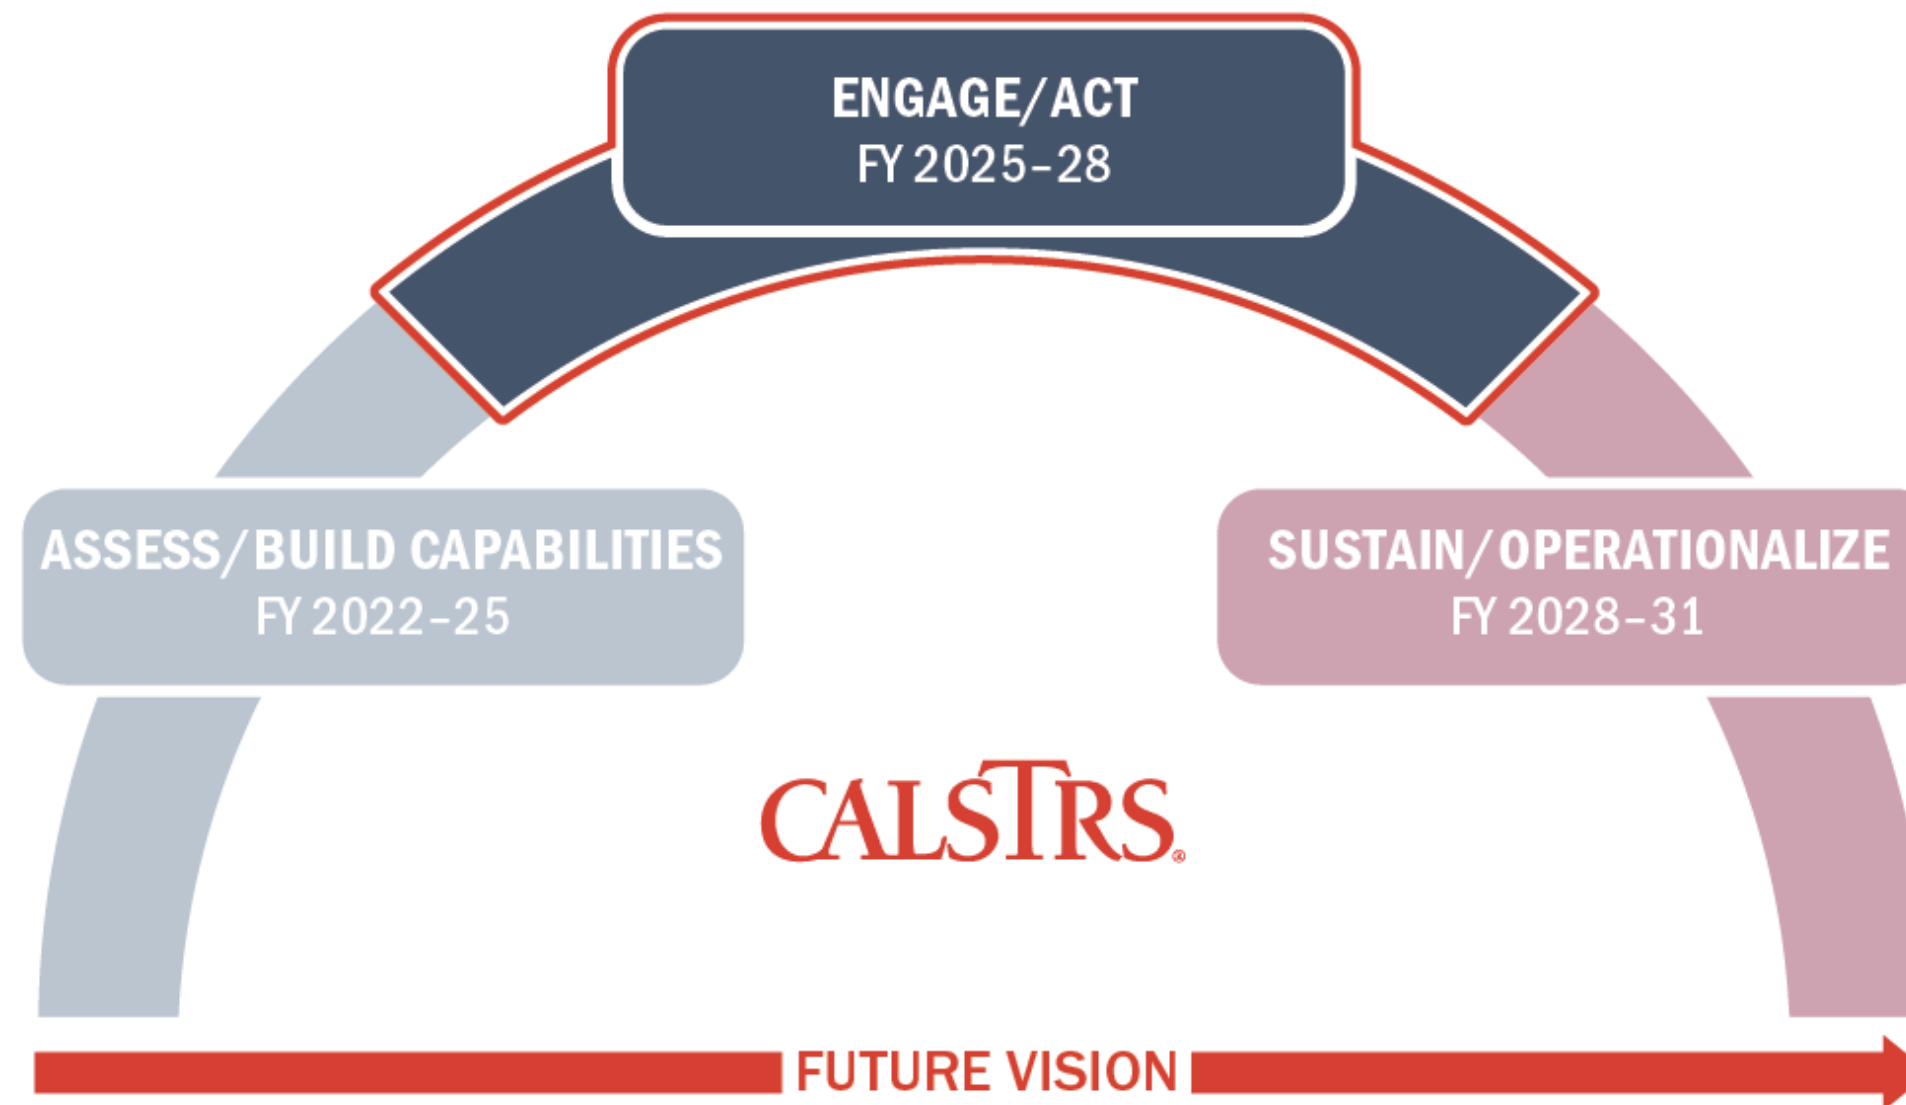 ENGAGE/ACT
FY 2025–28
ASSESS/BUILD CAPABILITIES
FY 2022–25
SUSTAIN/OPERATIONALIZE
FY 2028–31
CALSTRS®
FUTURE VISION